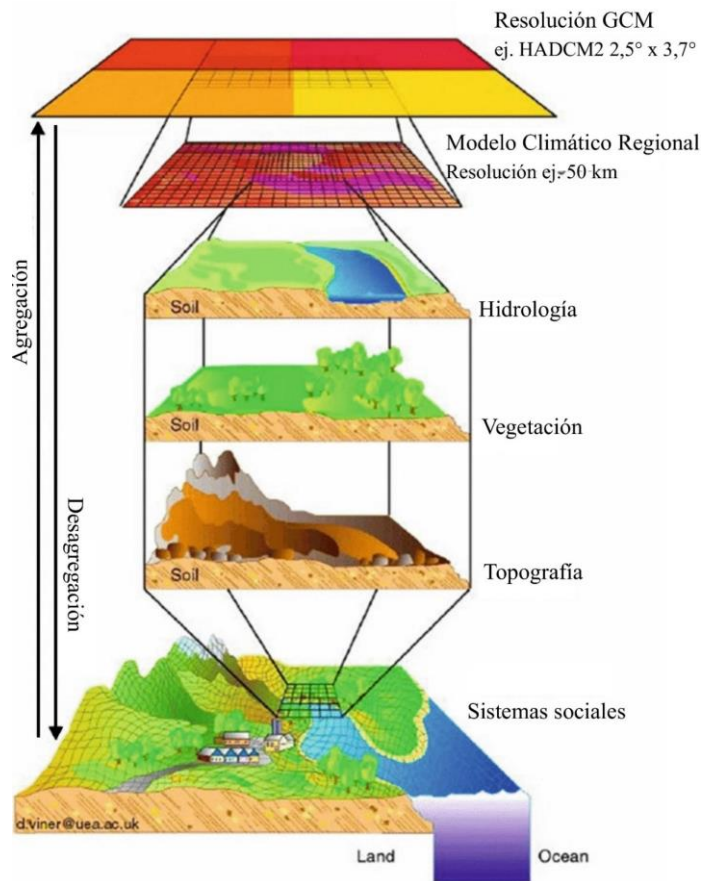 Resolución GCM
ej. HADCM2 2,5° x 3,7°
Modelo Climático Regional
Resolución ej. 50 km
Agregación
Desagregación
Soil
Hidrología
Soil
Vegetación
Soil
Topografía
Sistemas sociales
d.viner@uea.ac.uk
Land
Ocean